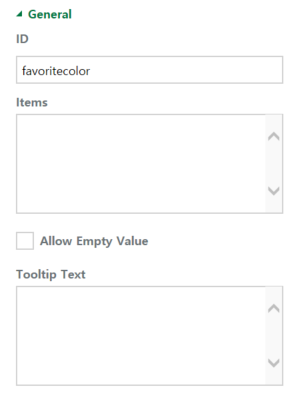 General
ID
favoritecolor
Items
Allow Empty Value
Tooltip Text